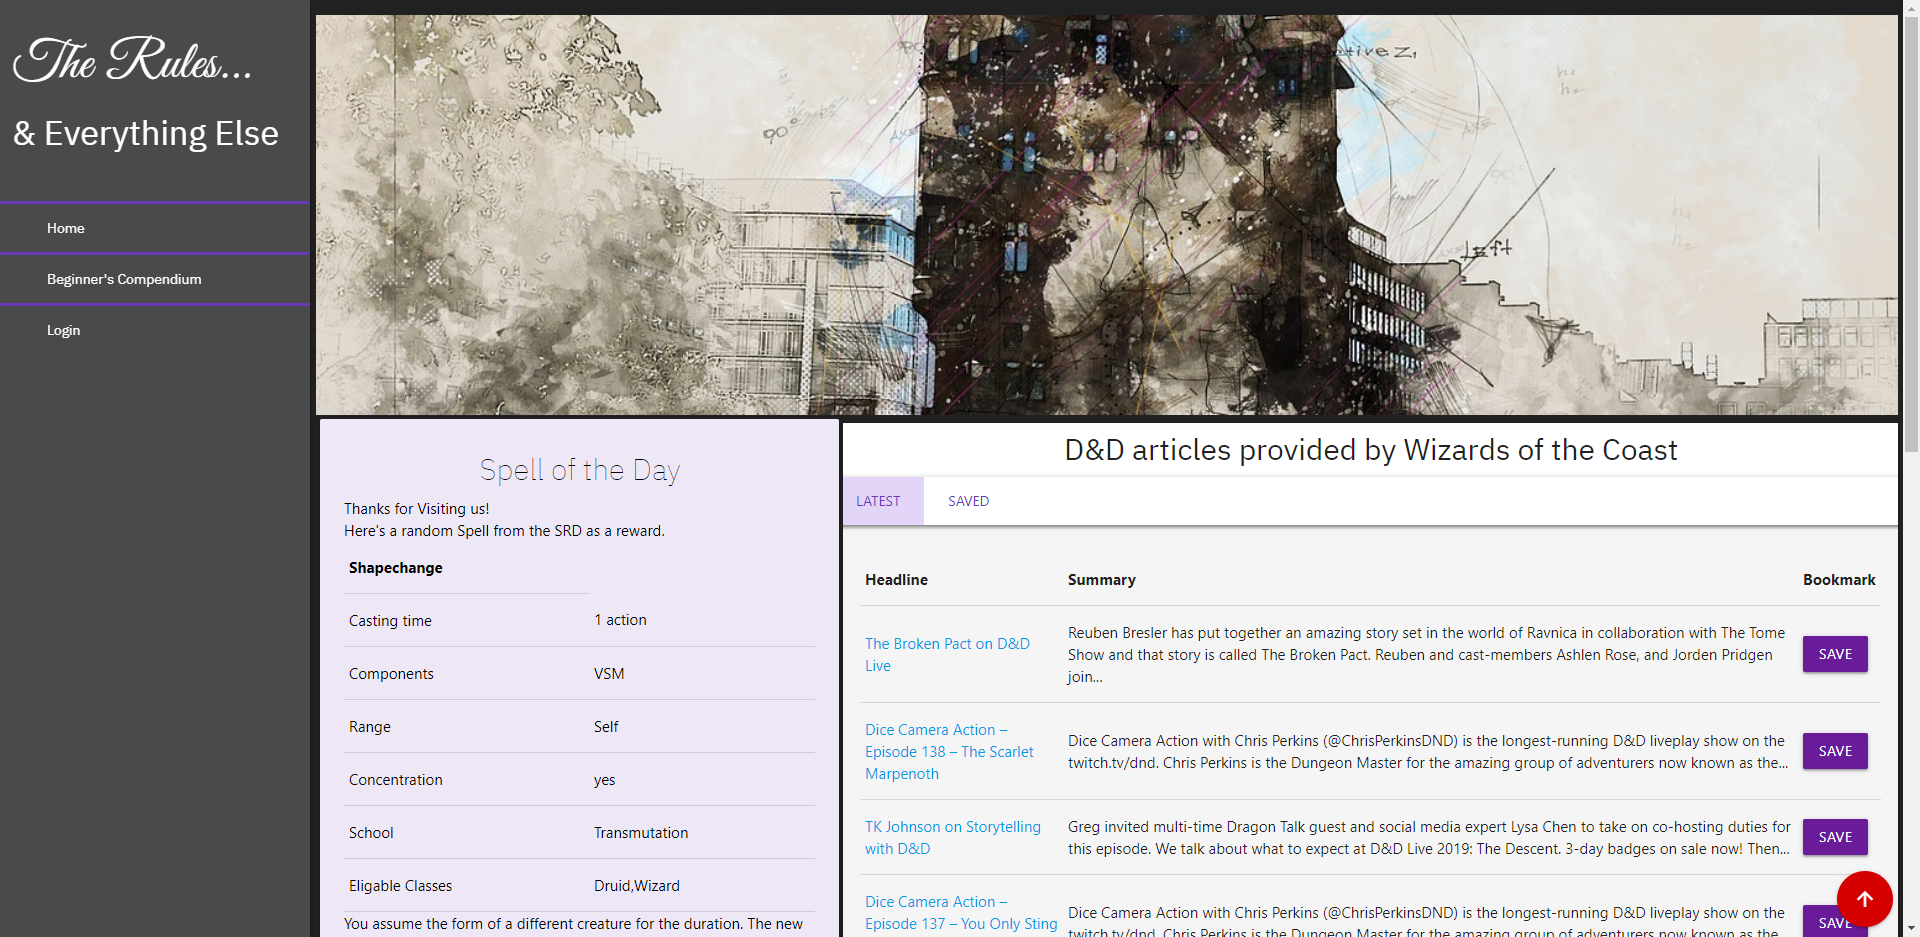 The Rules...
& Everything Else
Home
Beginner's Compendium
Login
90°
left
Spell of the Day
Thanks for Visiting us!
Here's a random Spell from the SRD as a reward.
Shapechange
Casting time 1 action
Components VSM
Range Self
Concentration yes
School Transmutation
Eligable Classes Druid,Wizard
You assume the form of a different creature for the duration. The new
D&D articles provided by Wizards of the Coast
LATEST SAVED
Headline Summary Bookmark
The Broken Pact on D&D
Live
Reuben Bresler has put together an amazing story set in the world of Ravnica in collaboration with The Tome
Show and that story is called The Broken Pact. Reuben and cast-members Ashlen Rose, and Jorden Pridgen
join...
SAVE
Dice Camera Action –
Episode 138 – The Scarlet
Marpenoth
Dice Camera Action with Chris Perkins (@ChrisPerkinsDND) is the longest-running D&D liveplay show on the
twitch.tv/dnd. Chris Perkins is the Dungeon Master for the amazing group of adventurers now known as the...
SAVE
TK Johnson on Storytelling
with D&D
Greg invited multi-time Dragon Talk guest and social media expert Lysa Chen to take on co-hosting duties for
this episode. We talk about what to expect at D&D Live 2019: The Descent. 3-day badges on sale now! Then...
SAVE
Dice Camera Action –
Episode 137 – You Only Sting
Dice Camera Action with Chris Perkins (@ChrisPerkinsDND) is the longest-running D&D liveplay show on the
twitch.tv/dnd. Chris Perkins is the Dungeon Master for the amazing group of adventurers now known as the...
SAVE